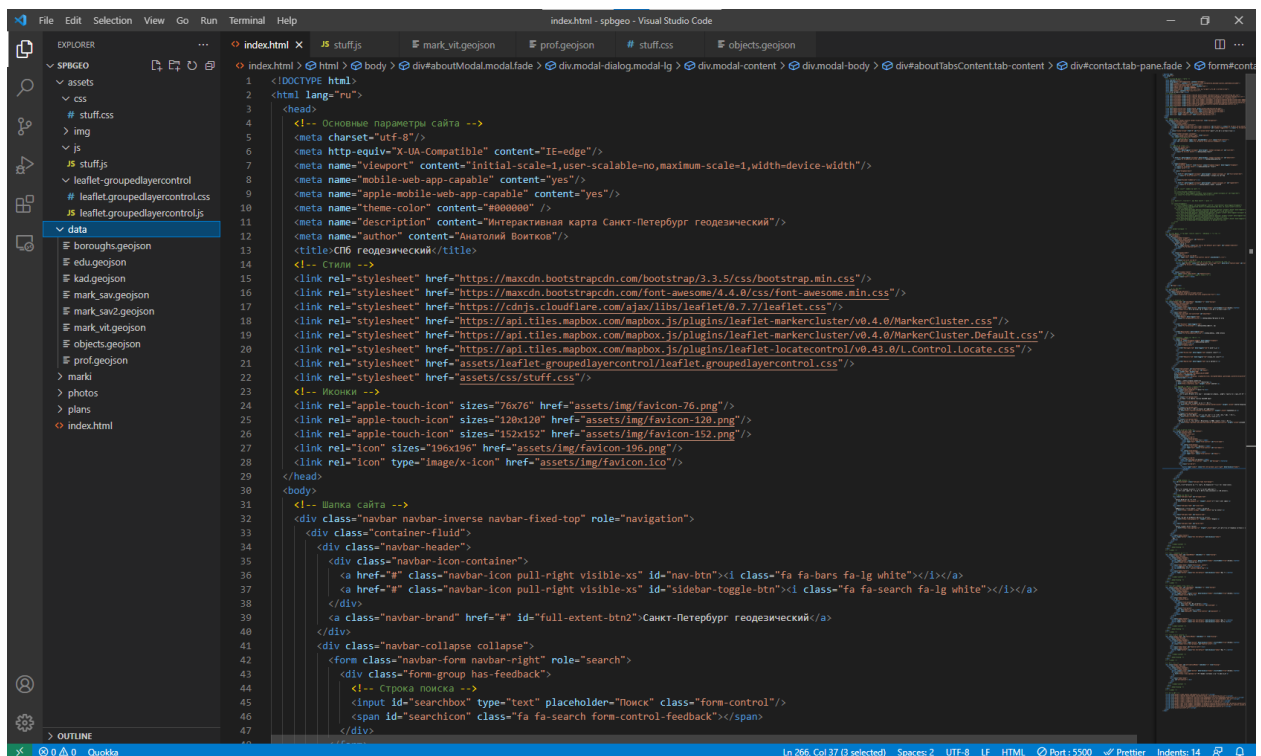 File Edit Selection View Go Run Terminal Help
index.html - spbgeo - Visual Studio Code
EXPLORER
index.html
JS stuff.js
mark_vit.geojson
prof.geojson
# stuff.css
objects.geojson
index.html > html > body > div#aboutModal.modal.fade > div.modal-dialog.modal-lg > div.modal-content > div.modal-body > div#aboutTabsContent.tab-content > div#contact.tab-pane.fade > form#conta
SPBGEO
assets
css
# stuff.css
img
js
JS stuff.js
leaflet-groupedlayercontrol
# leaflet.groupedlayercontrol.css
JS leaflet.groupedlayercontrol.js
data
boroughs.geojson
edu.geojson
kad.geojson
mark_sav.geojson
mark_sav2.geojson
mark_vit.geojson
objects.geojson
prof.geojson
marki
photos
plans
index.html
OUTLINE
1 <!DOCTYPE html>
2 <html lang="ru">
3 <head>
4 <!-- Основные параметры сайта -->
5 <meta charset="utf-8"/>
6 <meta http-equiv="X-UA-Compatible" content="IE=edge"/>
7 <meta name="viewport" content="initial-scale=1,user-scalable=no,maximum-scale=1,width=device-width"/>
8 <meta name="mobile-web-app-capable" content="yes"/>
9 <meta name="apple-mobile-web-app-capable" content="yes"/>
10 <meta name="theme-color" content="#000000" />
11 <meta name="description" content="Интерактивная карта Санкт-Петербург геодезический"/>
12 <meta name="author" content="Анатолий Воитков"/>
13 <title>СПб геодезический</title>
14 <!-- Стили -->
15 <link rel="stylesheet" href="https://maxcdn.bootstrapcdn.com/bootstrap/3.3.5/css/bootstrap.min.css"/>
16 <link rel="stylesheet" href="https://maxcdn.bootstrapcdn.com/font-awesome/4.4.0/css/font-awesome.min.css"/>
17 <link rel="stylesheet" href="https://cdnjs.cloudflare.com/ajax/libs/leaflet/0.7.7/leaflet.css"/>
18 <link rel="stylesheet" href="https://api.tiles.mapbox.com/mapbox.js/plugins/leaflet-markercluster/v0.4.0/MarkerCluster.css"/>
19 <link rel="stylesheet" href="https://api.tiles.mapbox.com/mapbox.js/plugins/leaflet-markercluster/v0.4.0/MarkerCluster.Default.css"/>
20 <link rel="stylesheet" href="https://api.tiles.mapbox.com/mapbox.js/plugins/leaflet-locatecontrol/v0.43.0/L.Control.Locate.css"/>
21 <link rel="stylesheet" href="assets/leaflet-groupedlayercontrol/leaflet.groupedlayercontrol.css"/>
22 <link rel="stylesheet" href="assets/css/stuff.css"/>
23 <!-- Иконки -->
24 <link rel="apple-touch-icon" sizes="76x76" href="assets/img/favicon-76.png"/>
25 <link rel="apple-touch-icon" sizes="120x120" href="assets/img/favicon-120.png"/>
26 <link rel="apple-touch-icon" sizes="152x152" href="assets/img/favicon-152.png"/>
27 <link rel="icon" sizes="196x196" href="assets/img/favicon-196.png"/>
28 <link rel="icon" type="image/x-icon" href="assets/img/favicon.ico"/>
29 </head>
30 <body>
31 <!-- Шапка сайта -->
32 <div class="navbar navbar-inverse navbar-fixed-top" role="navigation">
33 <div class="container-fluid">
34 <div class="navbar-header">
35 <div class="navbar-icon-container">
36 <a href="#" class="navbar-icon pull-right visible-xs" id="nav-btn"><i class="fa fa-bars fa-lg white"></i></a>
37 <a href="#" class="navbar-icon pull-right visible-xs" id="sidebar-toggle-btn"><i class="fa fa-search fa-lg white"></i></a>
38 </div>
39 <a class="navbar-brand" href="#" id="full-extent-btn2">Санкт-Петербург геодезический</a>
40 </div>
41 <div class="navbar-collapse collapse">
42 <form class="navbar-form navbar-right" role="search">
43 <div class="form-group has-feedback">
44 <!-- Строка поиска -->
45 <input id="searchbox" type="text" placeholder="Поиск" class="form-control"/>
46 <span id="searchicon" class="fa fa-search form-control-feedback"></span>
47 </div>
0 0 Quokka
Ln 266, Col 37 (3 selected) Spaces: 2 UTF-8 LF HTML Port : 5500 Prettier Indents: 14